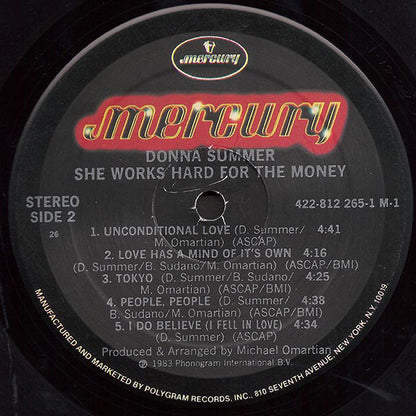 mercury
mercury
DONNA SUMMER
SHE WORKS HARD FOR THE MONEY
STEREO
SIDE 2
422-812 265-1 M-1
26
1. UNCONDITIONAL LOVE (D. Summer/ 4:41
M. Omartian) (ASCAP)
2. LOVE HAS A MIND OF IT'S OWN 4:16
(D. Summer/B. Sudano/M. Omartian) (ASCAP/BMI)
3. TOKYO (D. Summer/B. Sudano/ 4:25
M. Omartian) (ASCAP/BMI)
4. PEOPLE, PEOPLE (D. Summer/ 4:38
B. Sudano/M. Omartian) (ASCAP/BMI)
5. I DO BELIEVE (I FELL IN LOVE) 4:34
(D. Summer) (ASCAP)
Produced & Arranged by Michael Omartian
℗ 1983 Phonogram International B.V.
MANUFACTURED AND MARKETED BY POLYGRAM RECORDS, INC., 810 SEVENTH AVENUE, NEW YORK, N.Y. 10019